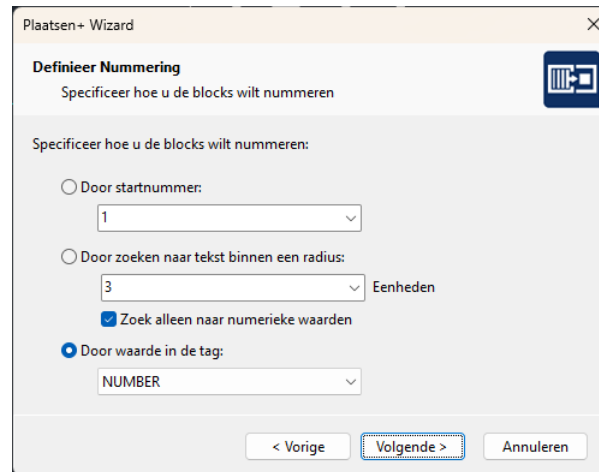 Plaatsen+ Wizard
Definieer Nummering
Specificeer hoe u de blocks wilt nummeren
Specificeer hoe u de blocks wilt nummeren:
Door startnummer:
1
Door zoeken naar tekst binnen een radius:
3 Eenheden
Zoek alleen naar numerieke waarden
Door waarde in de tag:
NUMBER
< Vorige Volgende > Annuleren